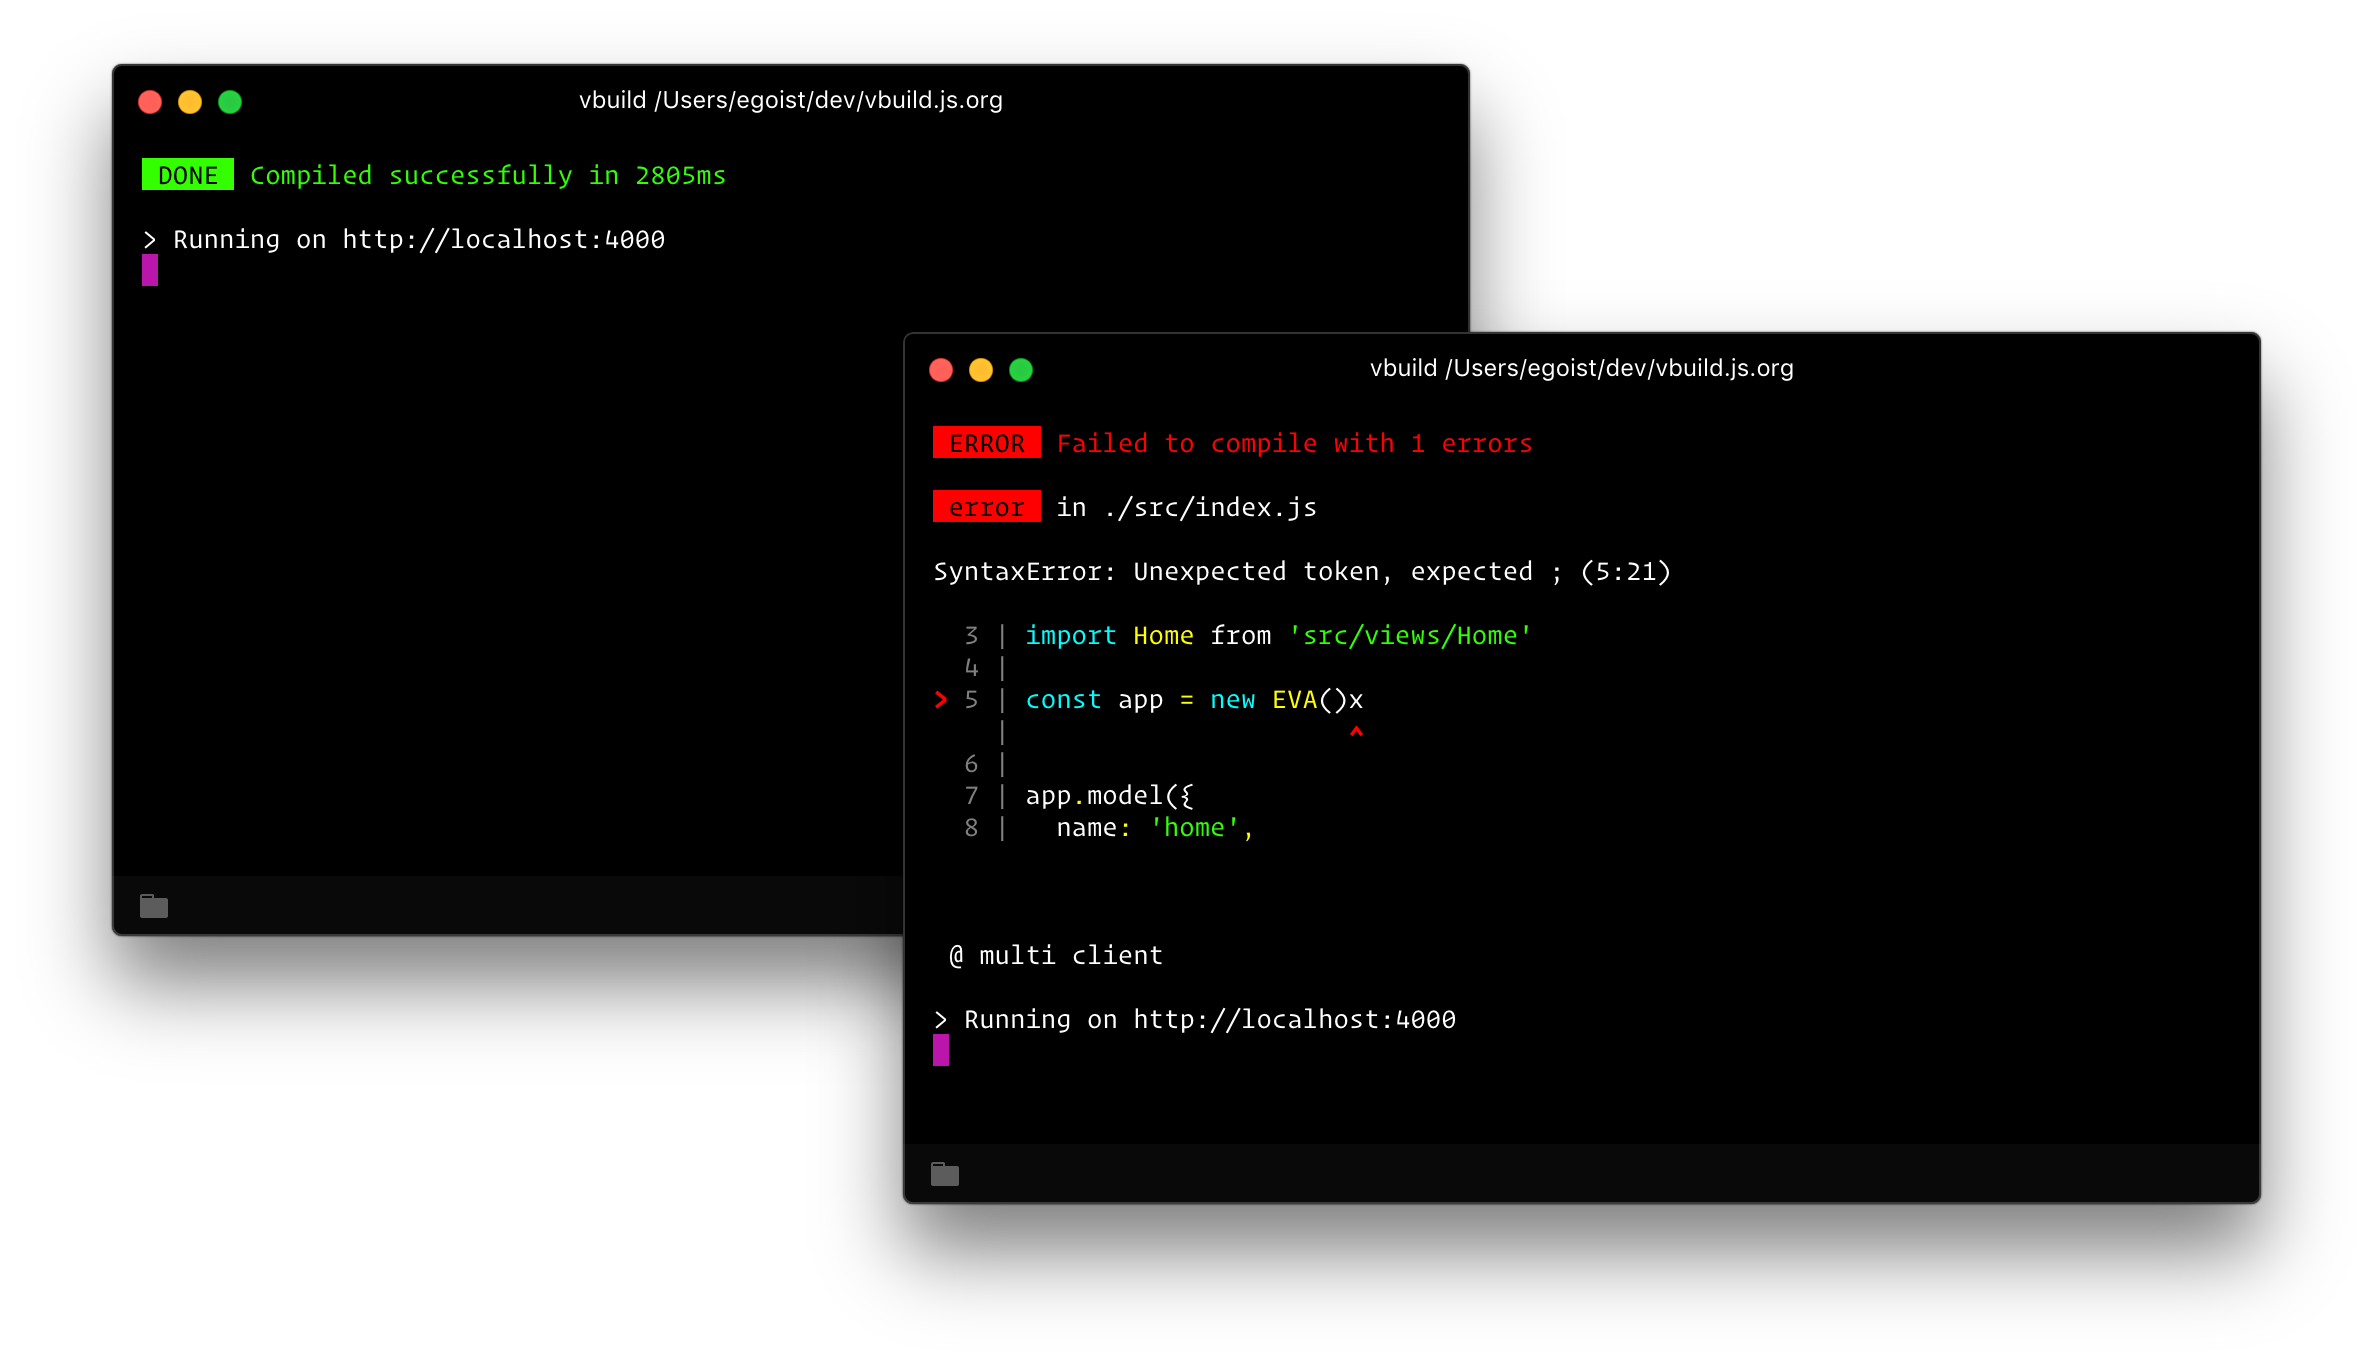 vbuild /Users/egoist/dev/vbuild.js.org
DONE Compiled successfully in 2805ms
> Running on http://localhost:4000
vbuild /Users/egoist/dev/vbuild.js.org
ERROR Failed to compile with 1 errors
error in ./src/index.js
SyntaxError: Unexpected token, expected ; (5:21)
  3 | import Home from 'src/views/Home'
  4 |
> 5 | const app = new EVA()x
    |                      ^
  6 |
  7 | app.model({
  8 |   name: 'home',
 @ multi client
> Running on http://localhost:4000